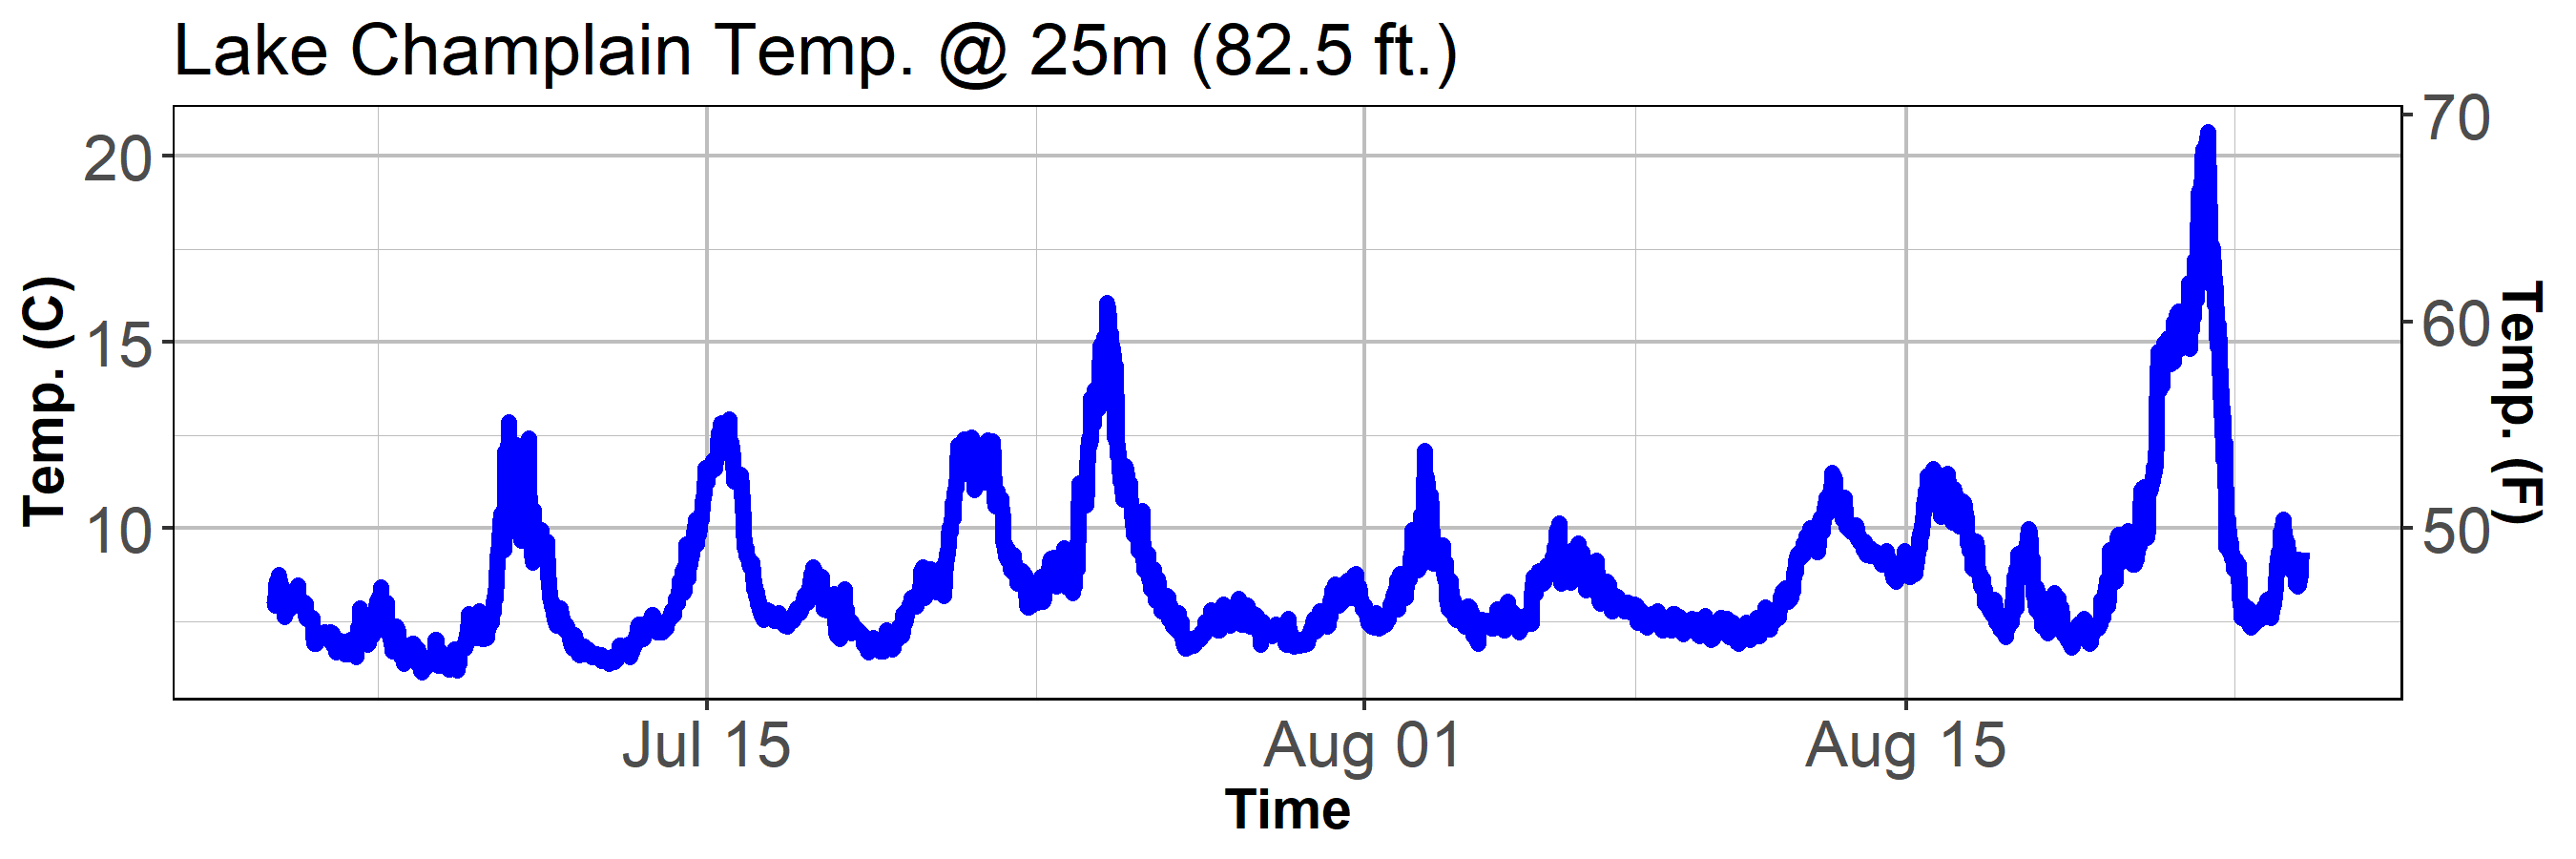 Lake Champlain Temp. @ 25m (82.5 ft.)
Temp. (C)
20
15
10
70
60
50
Temp. (F)
Jul 15
Aug 01
Aug 15
Time